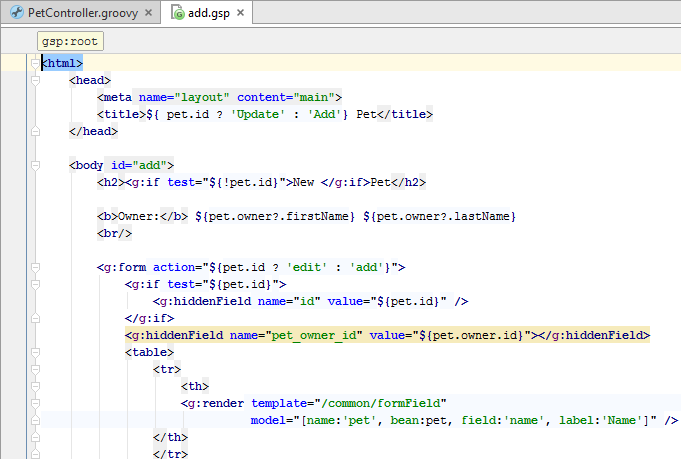 PetController.groovy
add.gsp
gsp:root
<html>
<head>
<meta name="layout" content="main">
<title>${ pet.id ? 'Update' : 'Add'} Pet</title>
</head>
<body id="add">
<h2><g:if test="${!pet.id}">New </g:if>Pet</h2>
<b>Owner:</b> ${pet.owner?.firstName} ${pet.owner?.lastName}
<br/>
<g:form action="${pet.id ? 'edit' : 'add'}">
<g:if test="${pet.id}">
<g:hiddenField name="id" value="${pet.id}" />
</g:if>
<g:hiddenField name="pet_owner_id" value="${pet.owner.id}"></g:hiddenField>
<table>
<tr>
<th>
<g:render template="/common/formField"
model="[name:'pet', bean:pet, field:'name', label:'Name']" />
</th>
</tr>